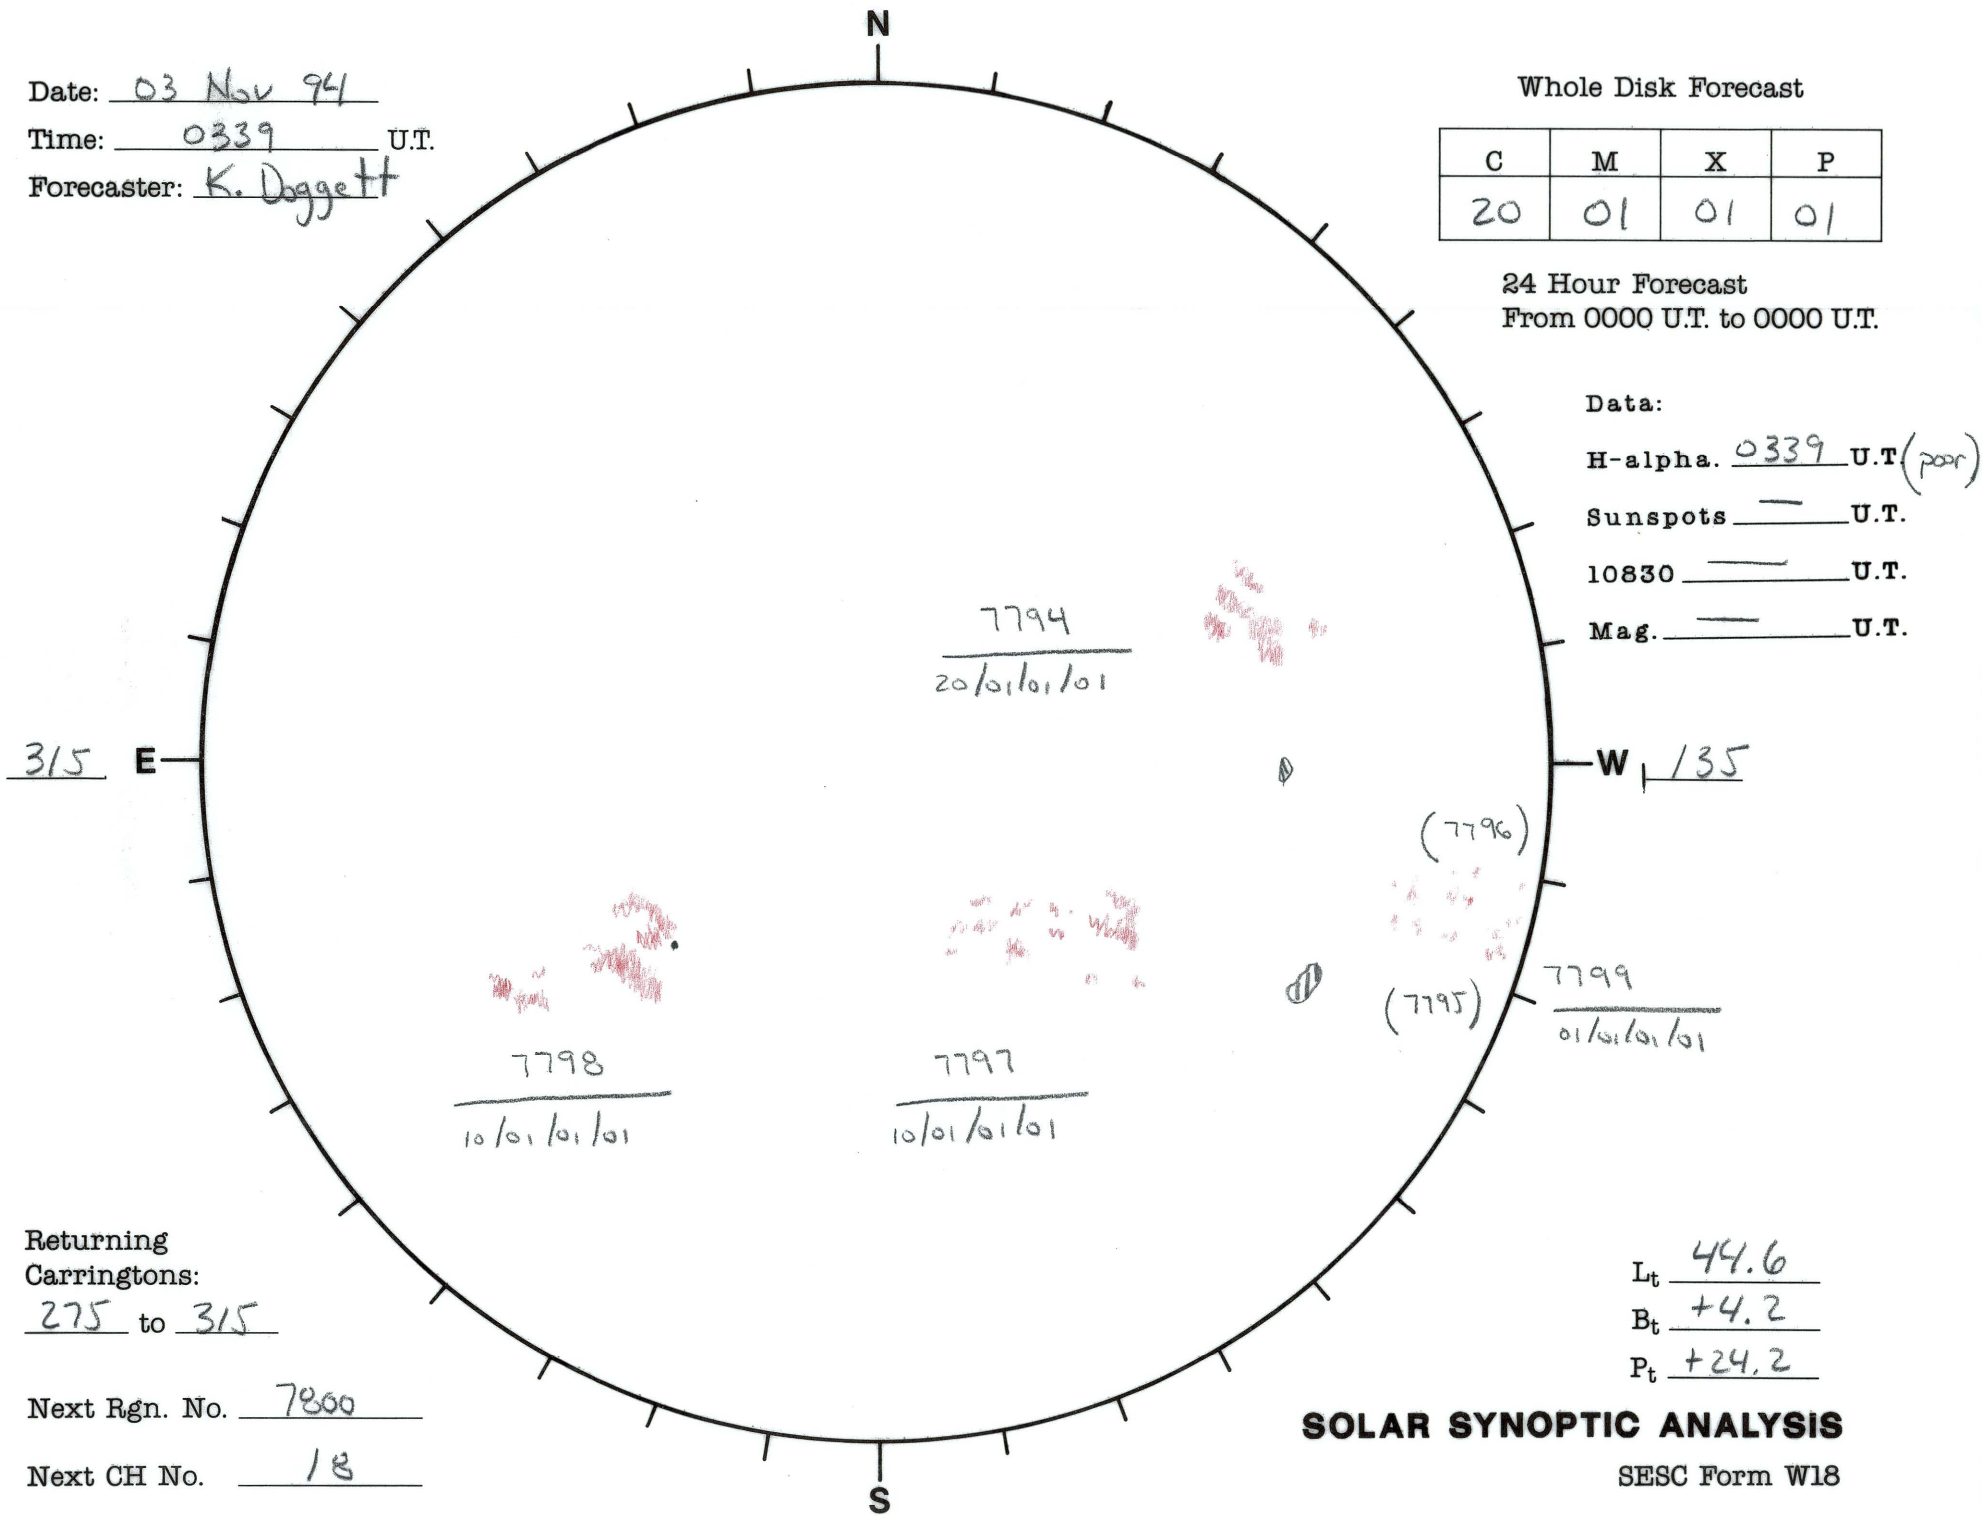 N
Date: 03 Nov 94
Time: 0339 U.T.
Forecaster: K. Doggett
Whole Disk Forecast
C M X P
20 01 01 01
24 Hour Forecast
From 0000 U.T. to 0000 U.T.
Data:
H-alpha. 0339 U.T. (poor)
Sunspots — U.T.
10830 — U.T.
Mag. — U.T.
7794
20/01/01/01
315 E
W 135
(7796)
(7795)
7799
01/01/01/01
7798
10/01/01/01
7797
10/01/01/01
Returning
Carringtons:
275 to 315
Next Rgn. No. 7800
Next CH No. 18
Lt 44.6
Bt +4.2
Pt +24.2
SOLAR SYNOPTIC ANALYSIS
SESC Form W18
S